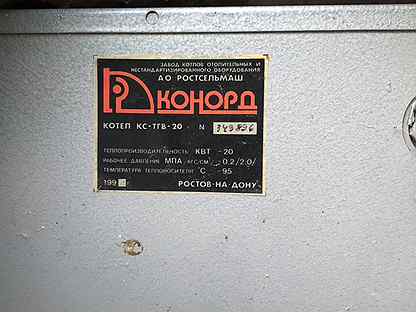 ЗАВОД КОТЛОВ ОТОПИТЕЛЬНЫХ И
НЕСТАНДАРТИЗИРОВАННОГО ОБОРУДОВАНИЯ
АО РОСТСЕЛЬМАШ
КОНОРД
КОТЕЛ КС-ТГВ-20 N
ТЕПЛОПРОИЗВОДИТЕЛЬНОСТЬ КВТ -20
РАБОЧЕЕ ДАВЛЕНИЕ МПА /КГС/СМ²/ -0.2/2.0/
ТЕМПЕРАТУРА ТЕПЛОНОСИТЕЛЯ °С -95
199 РОСТОВ-НА-ДОНУ